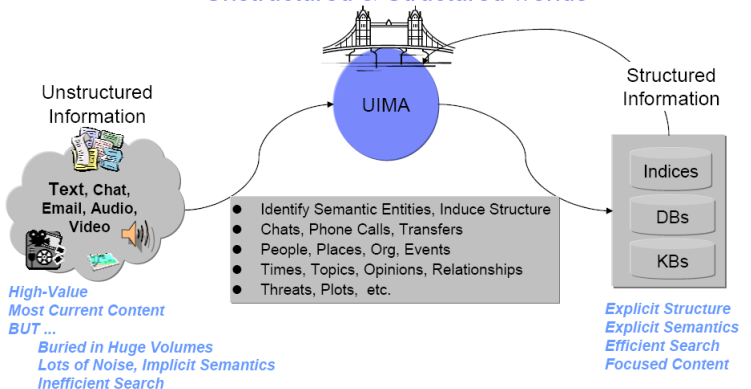 Unstructured & Structured Worlds
Unstructured
Information
Text, Chat,
Email, Audio,
Video
High-Value
Most Current Content
BUT ...
Buried in Huge Volumes
Lots of Noise, Implicit Semantics
Inefficient Search
UIMA
● Identify Semantic Entities, Induce Structure
● Chats, Phone Calls, Transfers
● People, Places, Org, Events
● Times, Topics, Opinions, Relationships
● Threats, Plots, etc.
Structured
Information
Indices
DBs
KBs
Explicit Structure
Explicit Semantics
Efficient Search
Focused Content